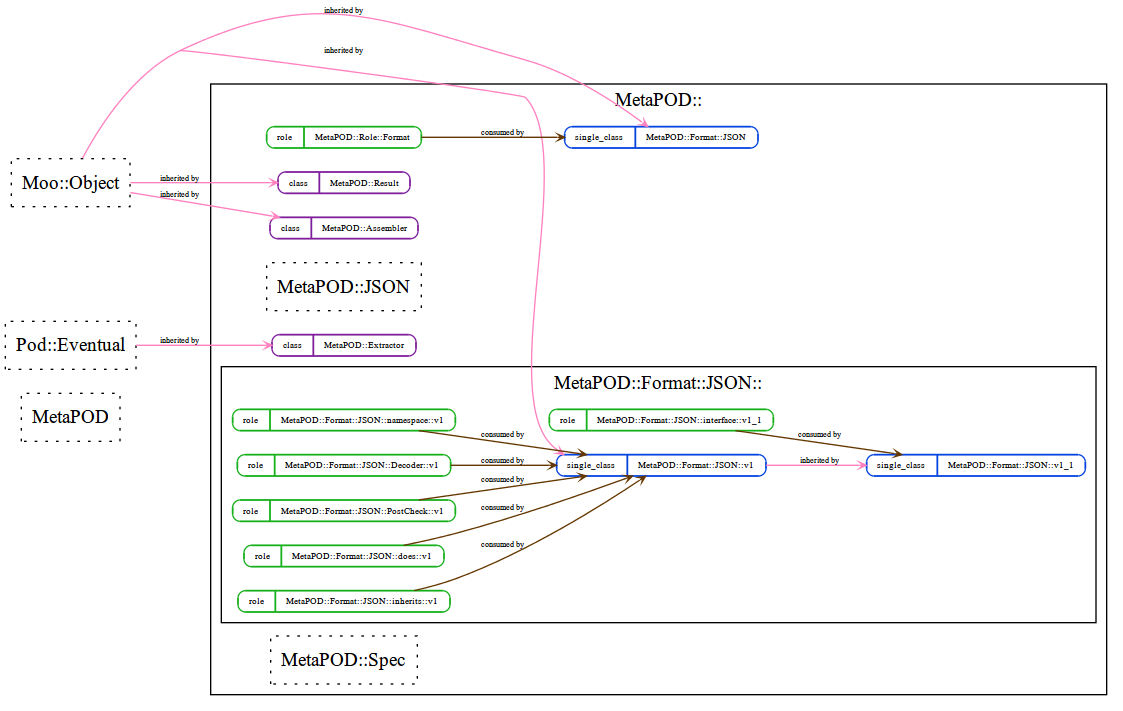 inherited by
inherited by
MetaPOD::
role MetaPOD::Role::Format
consumed by
single_class MetaPOD::Format::JSON
Moo::Object
inherited by
class MetaPOD::Result
inherited by
class MetaPOD::Assembler
MetaPOD::JSON
Pod::Eventual
inherited by
class MetaPOD::Extractor
MetaPOD
MetaPOD::Format::JSON::
role MetaPOD::Format::JSON::namespace::v1
consumed by
role MetaPOD::Format::JSON::interface::v1_1
consumed by
role MetaPOD::Format::JSON::Decoder::v1
consumed by
single_class MetaPOD::Format::JSON::v1
inherited by
single_class MetaPOD::Format::JSON::v1_1
consumed by
role MetaPOD::Format::JSON::PostCheck::v1
consumed by
role MetaPOD::Format::JSON::does::v1
consumed by
role MetaPOD::Format::JSON::inherits::v1
MetaPOD::Spec